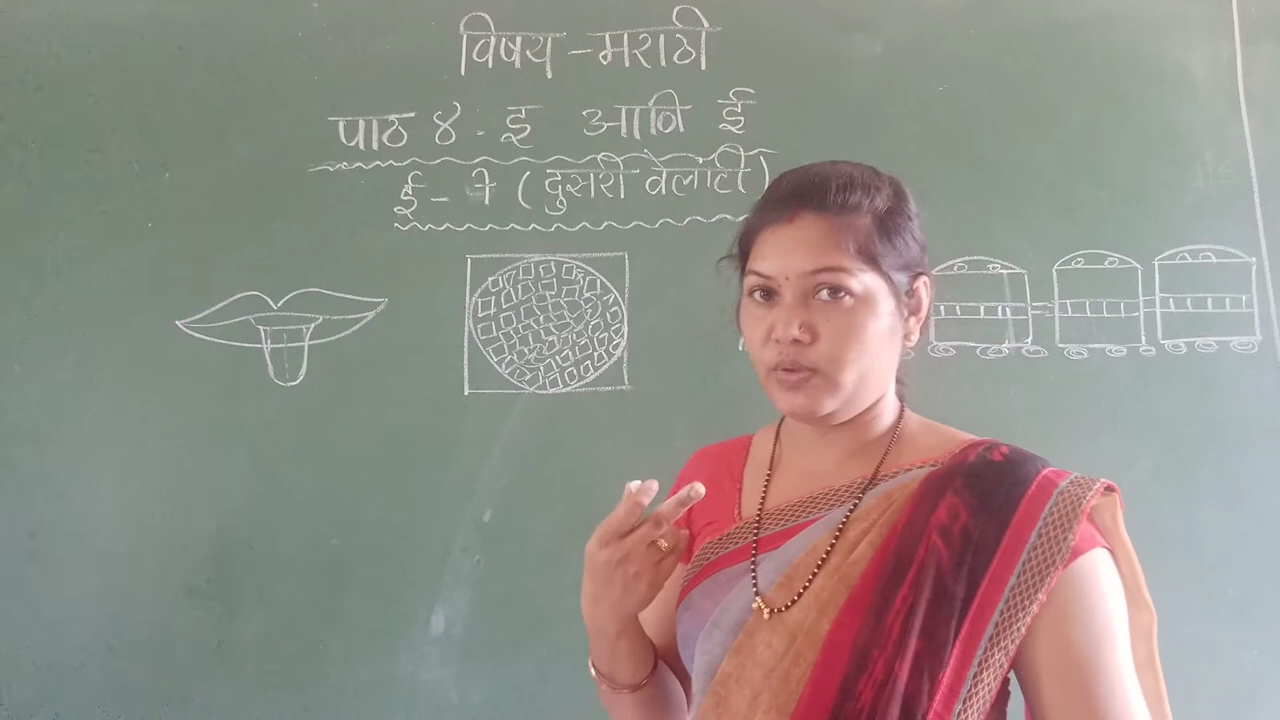 विषय - मराठी
पाठ ४ : इ आणि ई
ई - ी (दुसरी वेलांटी)